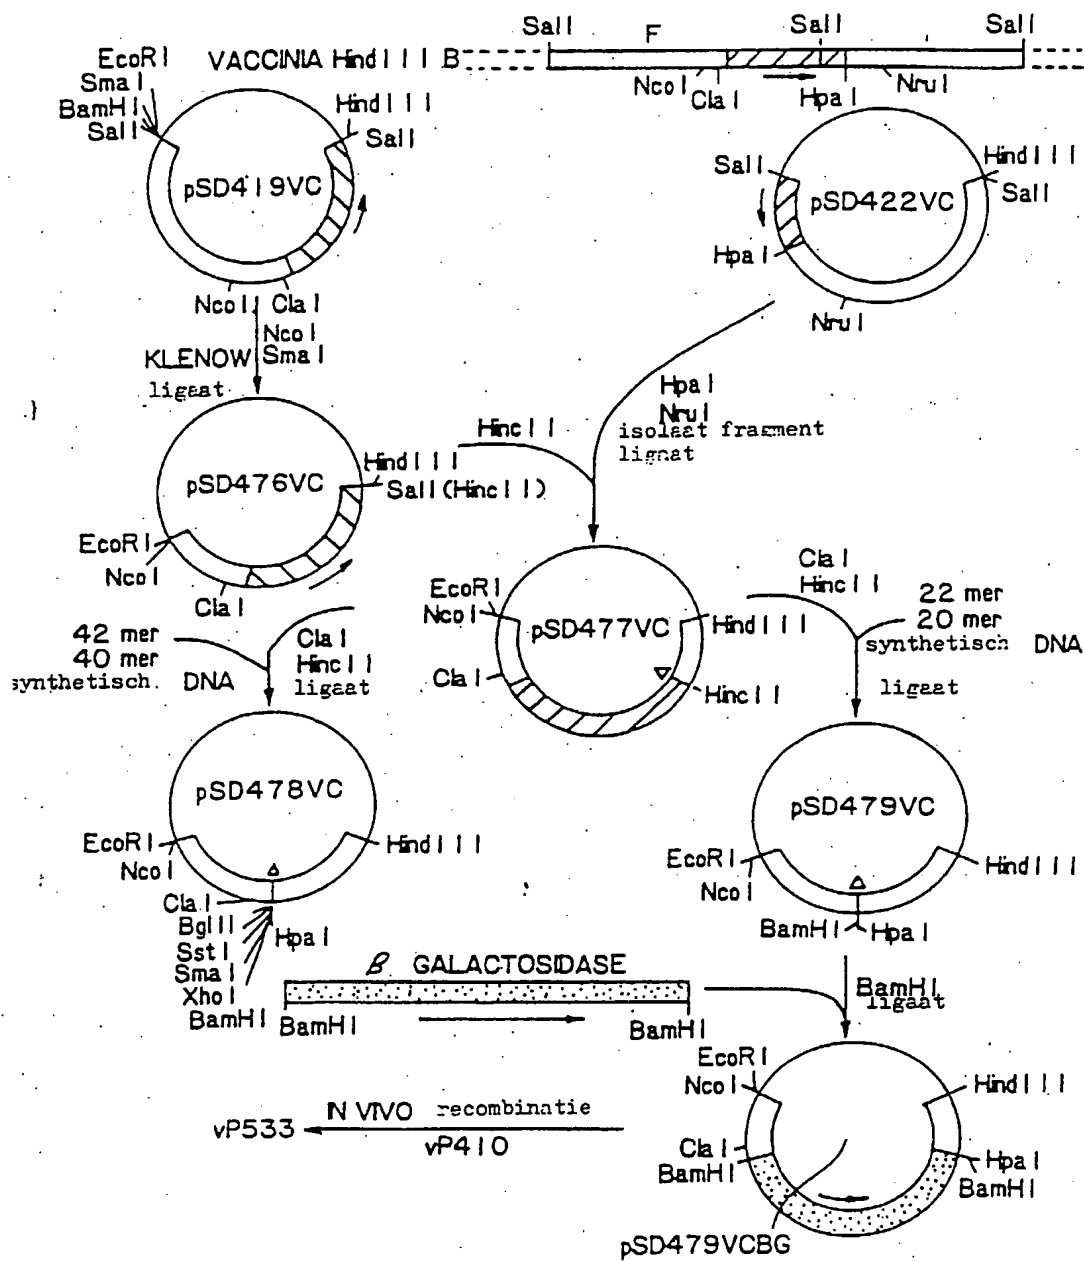 SalI
F
SalI
SalI
VACCINIA HindIII B
NcoI
ClaI
HpaI
NruI
EcoRI
SmaI
BamHI
SalI
HindIII
SalI
pSD419VC
NcoI
ClaI
SalI
HindIII
SalI
pSD422VC
HpaI
NruI
NcoI
SmaI
KLENOW
ligaat
HpaI
NruI
isolaat fragment
ligaat
HincII
pSD476VC
HindIII
SalI(HincII)
EcoRI
NcoI
ClaI
EcoRI
NcoI
pSD477VC
HindIII
ClaI
HincII
ClaI
HincII
22 mer
20 mer
synthetisch DNA
ligaat
42 mer
40 mer
synthetisch. DNA
ClaI
HincII
ligaat
pSD478VC
EcoRI
NcoI
HindIII
ClaI
BglII
SstI
SmaI
XhoI
BamHI
HpaI
pSD479VC
EcoRI
NcoI
HindIII
BamHI
HpaI
β GALACTOSIDASE
BamHI
BamHI
BamHI
ligaat
EcoRI
NcoI
HindIII
ClaI
BamHI
HpaI
BamHI
pSD479VCBG
IN VIVO recombinatie
vP410
vP533